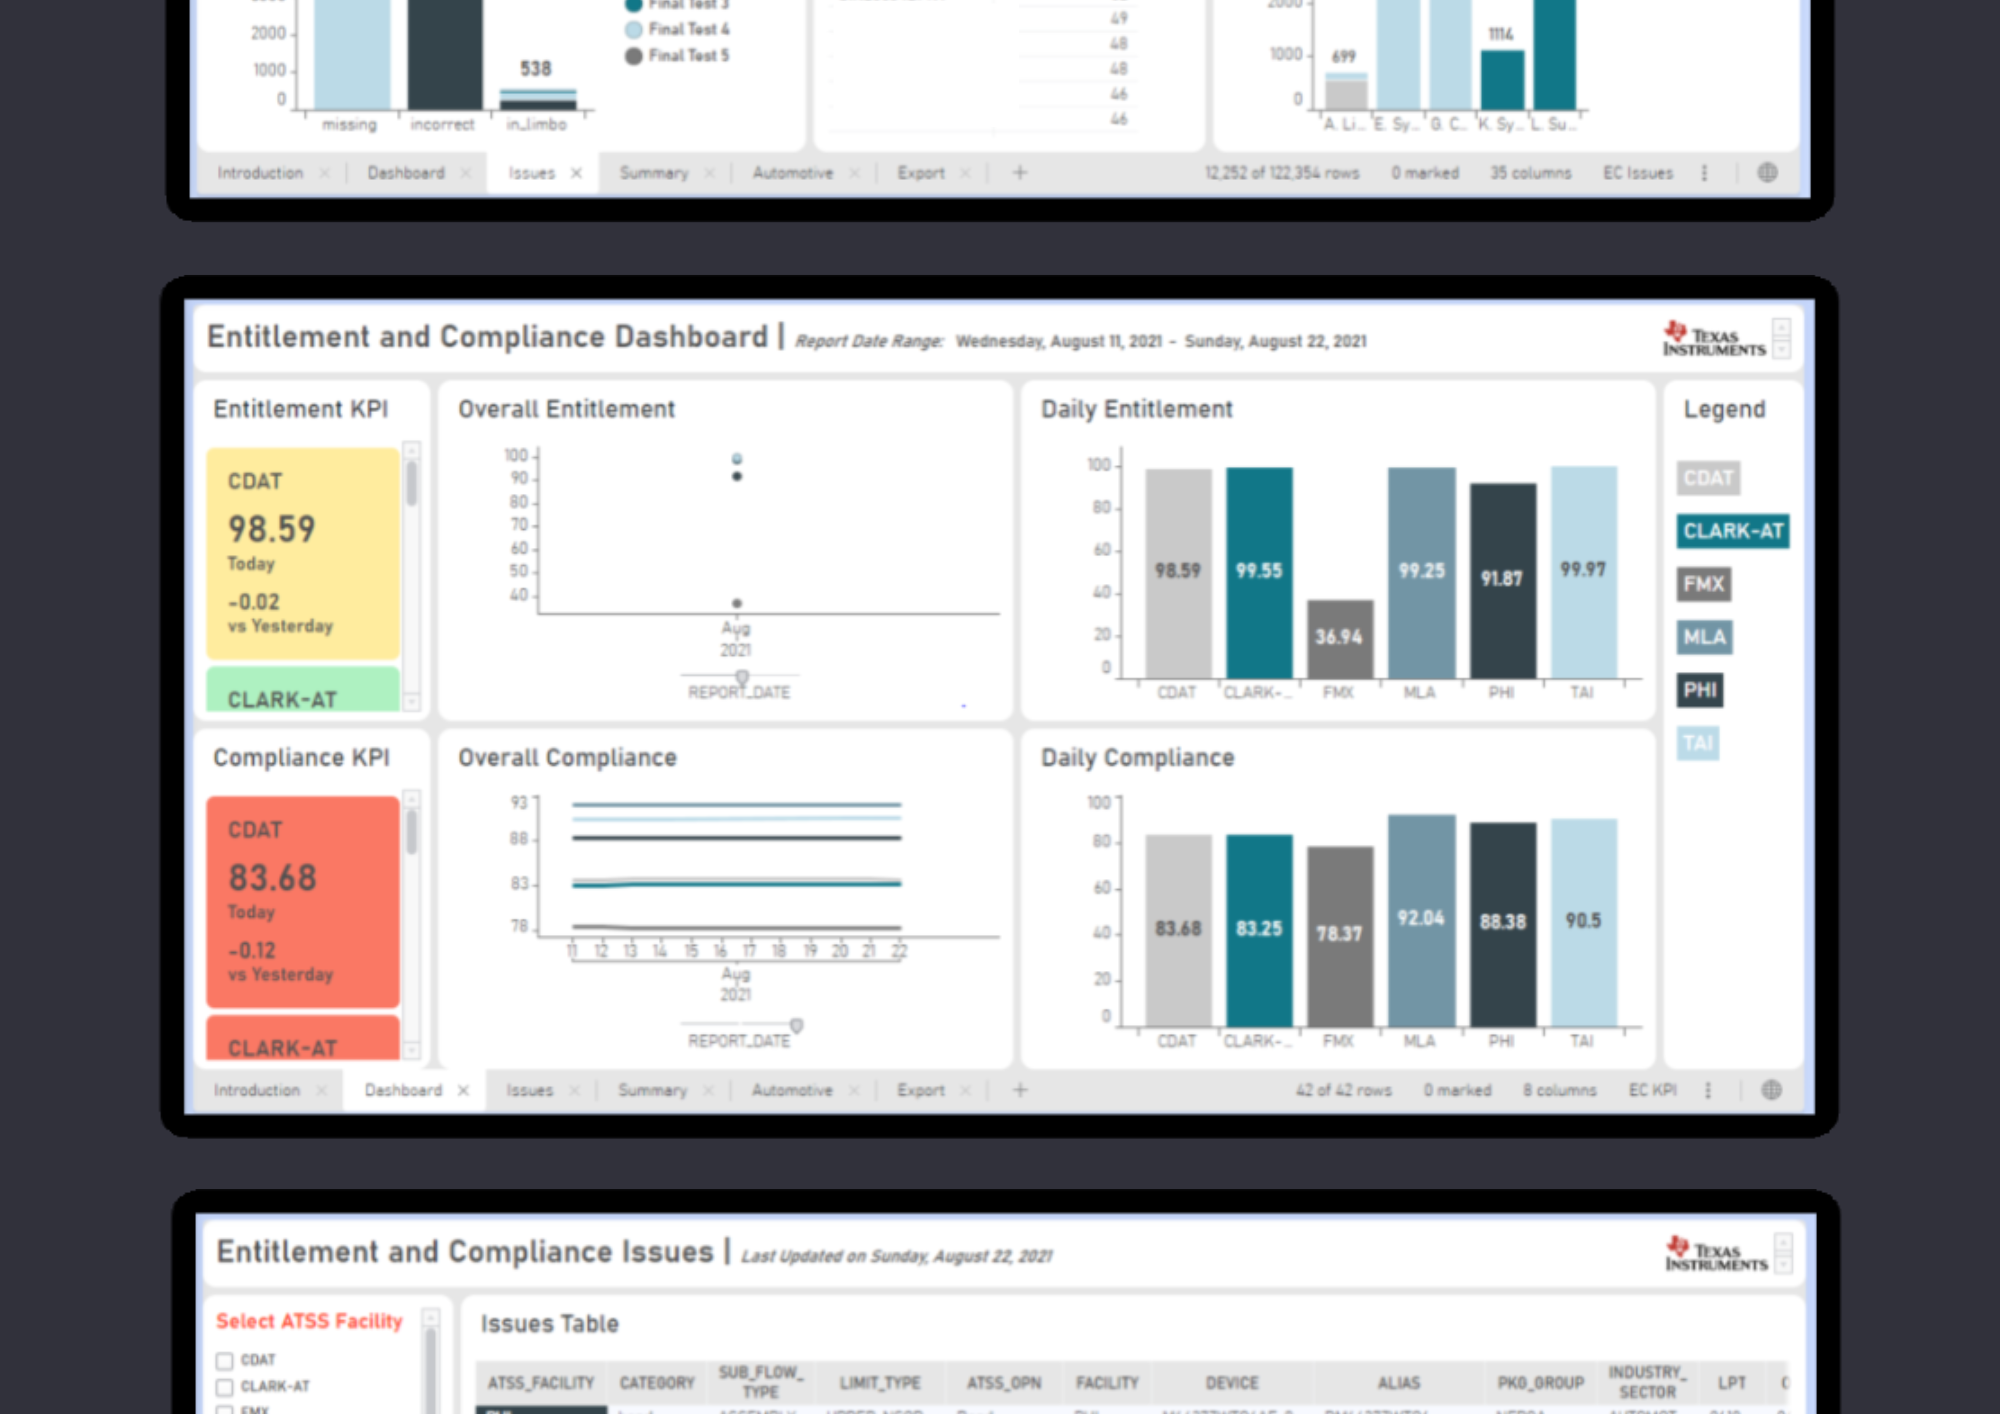 2000
1000
0
538
missing
incorrect
in_limbo
Final Test 3
Final Test 4
Final Test 5
49
48
48
46
46
2000
1000
0
699
1114
A. Li...
E. Sy...
G. C...
K. Sy...
L. Su...
Introduction
Dashboard
Issues
Summary
Automotive
Export
12,252 of 122,354 rows
0 marked
35 columns
EC Issues
Entitlement and Compliance Dashboard | Report Date Range: Wednesday, August 11, 2021 - Sunday, August 22, 2021
TEXAS
INSTRUMENTS
Entitlement KPI
CDAT
98.59
Today
-0.02
vs Yesterday
CLARK-AT
Overall Entitlement
100
90
80
70
60
50
40
Aug
2021
REPORT_DATE
Daily Entitlement
100
80
60
40
20
0
98.59
99.55
36.94
99.25
91.87
99.97
CDAT
CLARK-...
FMX
MLA
PHI
TAI
Legend
CDAT
CLARK-AT
FMX
MLA
PHI
TAI
Compliance KPI
CDAT
83.68
Today
-0.12
vs Yesterday
CLARK-AT
Overall Compliance
93
88
83
78
11 12 13 14 15 16 17 18 19 20 21 22
Aug
2021
REPORT_DATE
Daily Compliance
100
80
60
40
20
0
83.68
83.25
78.37
92.04
88.38
90.5
CDAT
CLARK-...
FMX
MLA
PHI
TAI
Introduction
Dashboard
Issues
Summary
Automotive
Export
42 of 42 rows
0 marked
8 columns
EC KPI
Entitlement and Compliance Issues | Last Updated on Sunday, August 22, 2021
TEXAS
INSTRUMENTS
Select ATSS Facility
CDAT
CLARK-AT
FMX
Issues Table
ATSS_FACILITY
CATEGORY
SUB_FLOW_
TYPE
LIMIT_TYPE
ATSS_OPN
FACILITY
DEVICE
ALIAS
PKG_GROUP
INDUSTRY_
SECTOR
LPT